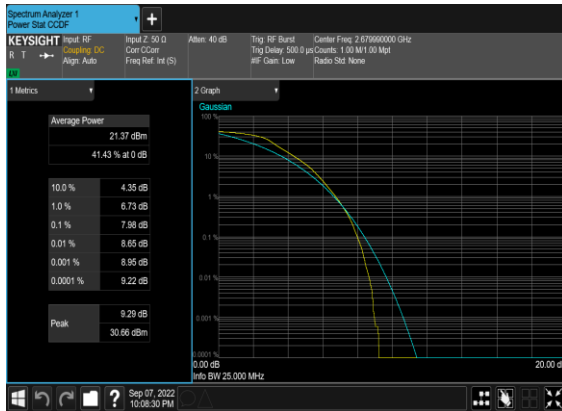 Spectrum Analyzer 1
Power Stat CCDF
KEYSIGHT
R T
Input: RF
Coupling: DC
Align: Auto
Input Z: 50 Ω
Corr CCorr
Freq Ref: Int (S)
Atten: 40 dB
Trig: RF Burst
Trig Delay: 500.0 µs
#IF Gain: Low
Center Freq: 2.679990000 GHz
Counts: 1.00 M/1.00 Mpt
Radio Std: None
1 Metrics
Average Power
21.37 dBm
41.43 % at 0 dB
10.0 % 4.35 dB
1.0 % 6.73 dB
0.1 % 7.98 dB
0.01 % 8.65 dB
0.001 % 8.95 dB
0.0001 % 9.22 dB
Peak
9.29 dB
30.66 dBm
2 Graph
Gaussian
100 %
10 %
1 %
0.1 %
0.01 %
0.001 %
0.0001 %
0.00 dB
20.00 d
Info BW 25.000 MHz
?
Sep 07, 2022
10:08:30 PM